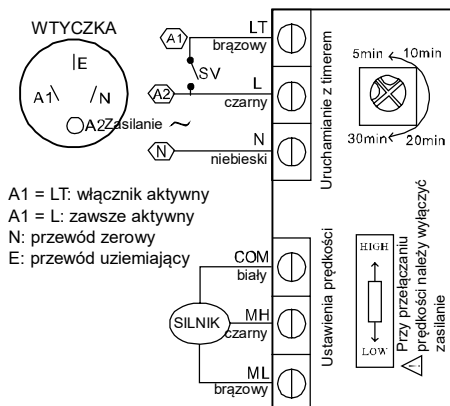 WTYCZKA
E
A1
N
A2
Zasilanie ~
A1
LT
brązowy
SV
A2
L
czarny
N
N
niebieski
Uruchamianie z timerem
5min
10min
30min
20min
A1 = LT: włącznik aktywny
A1 = L: zawsze aktywny
N: przewód zerowy
E: przewód uziemiający
COM
biały
SILNIK
MH
czarny
ML
brązowy
Ustawienia prędkości
HIGH
LOW
Przy przełączaniu
prędkości należy wyłączyć
zasilanie
!